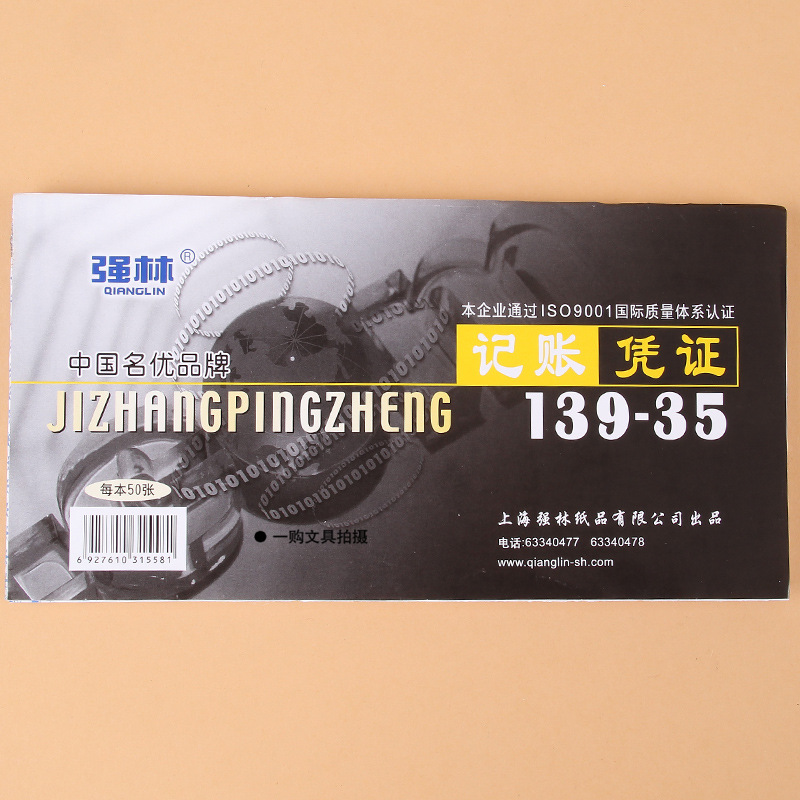 强林®
QIANGLIN
本企业通过ISO9001国际质量体系认证
中国名优品牌
记账凭证
JIZHANGPINGZHENG
139-35
每本50张
上海强林纸品有限公司出品
电话:63340477 63340478
www.qianglin-sh.com
6 927610 315581
● 一购文具拍摄